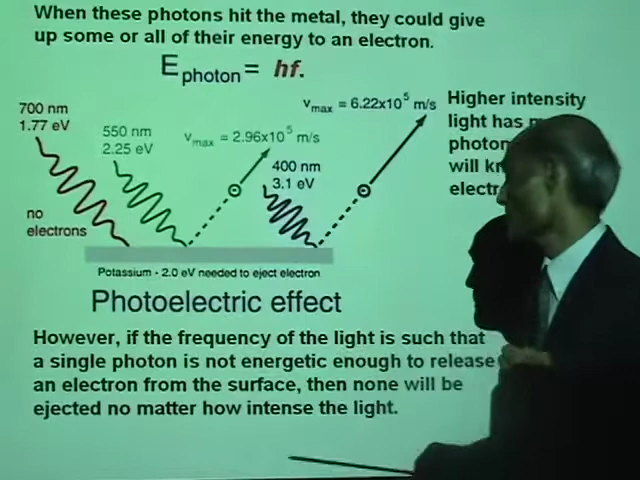 When these photons hit the metal, they could give
up some or all of their energy to an electron.
E photon = hf.
700 nm
1.77 eV
550 nm
2.25 eV
vmax = 2.96x10^5 m/s
vmax = 6.22x10^5 m/s
400 nm
3.1 eV
no
electrons
Potassium - 2.0 eV needed to eject electron
Photoelectric effect
Higher intensity
light has
photon
will
electr
However, if the frequency of the light is such that
a single photon is not energetic enough to release
an electron from the surface, then none will be
ejected no matter how intense the light.